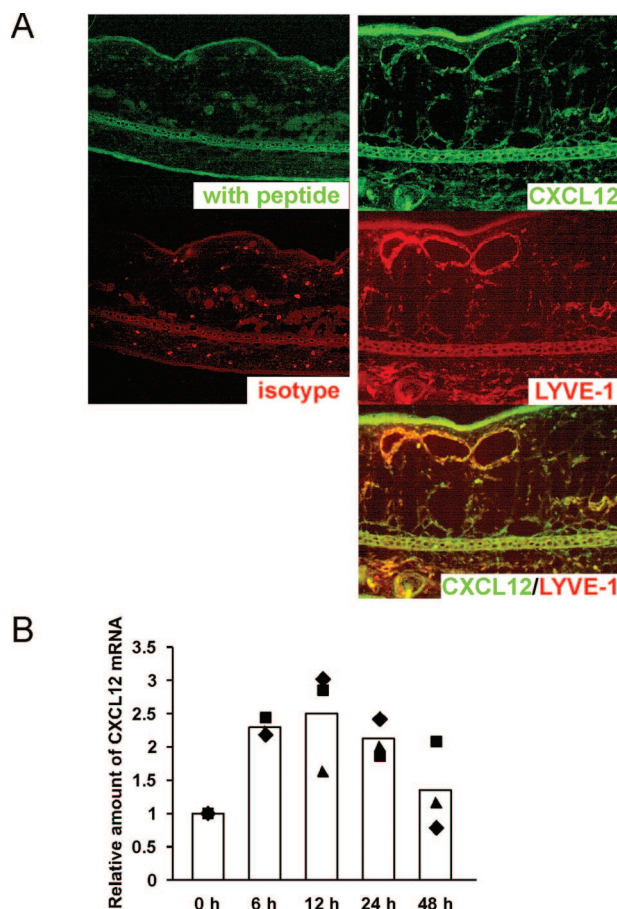 A
with peptide
CXCL12
isotype
LYVE-1
CXCL12/LYVE-1
B
Relative amount of CXCL12 mRNA
3.5
3
2.5
2
1.5
1
0.5
0
0 h 6 h 12 h 24 h 48 h